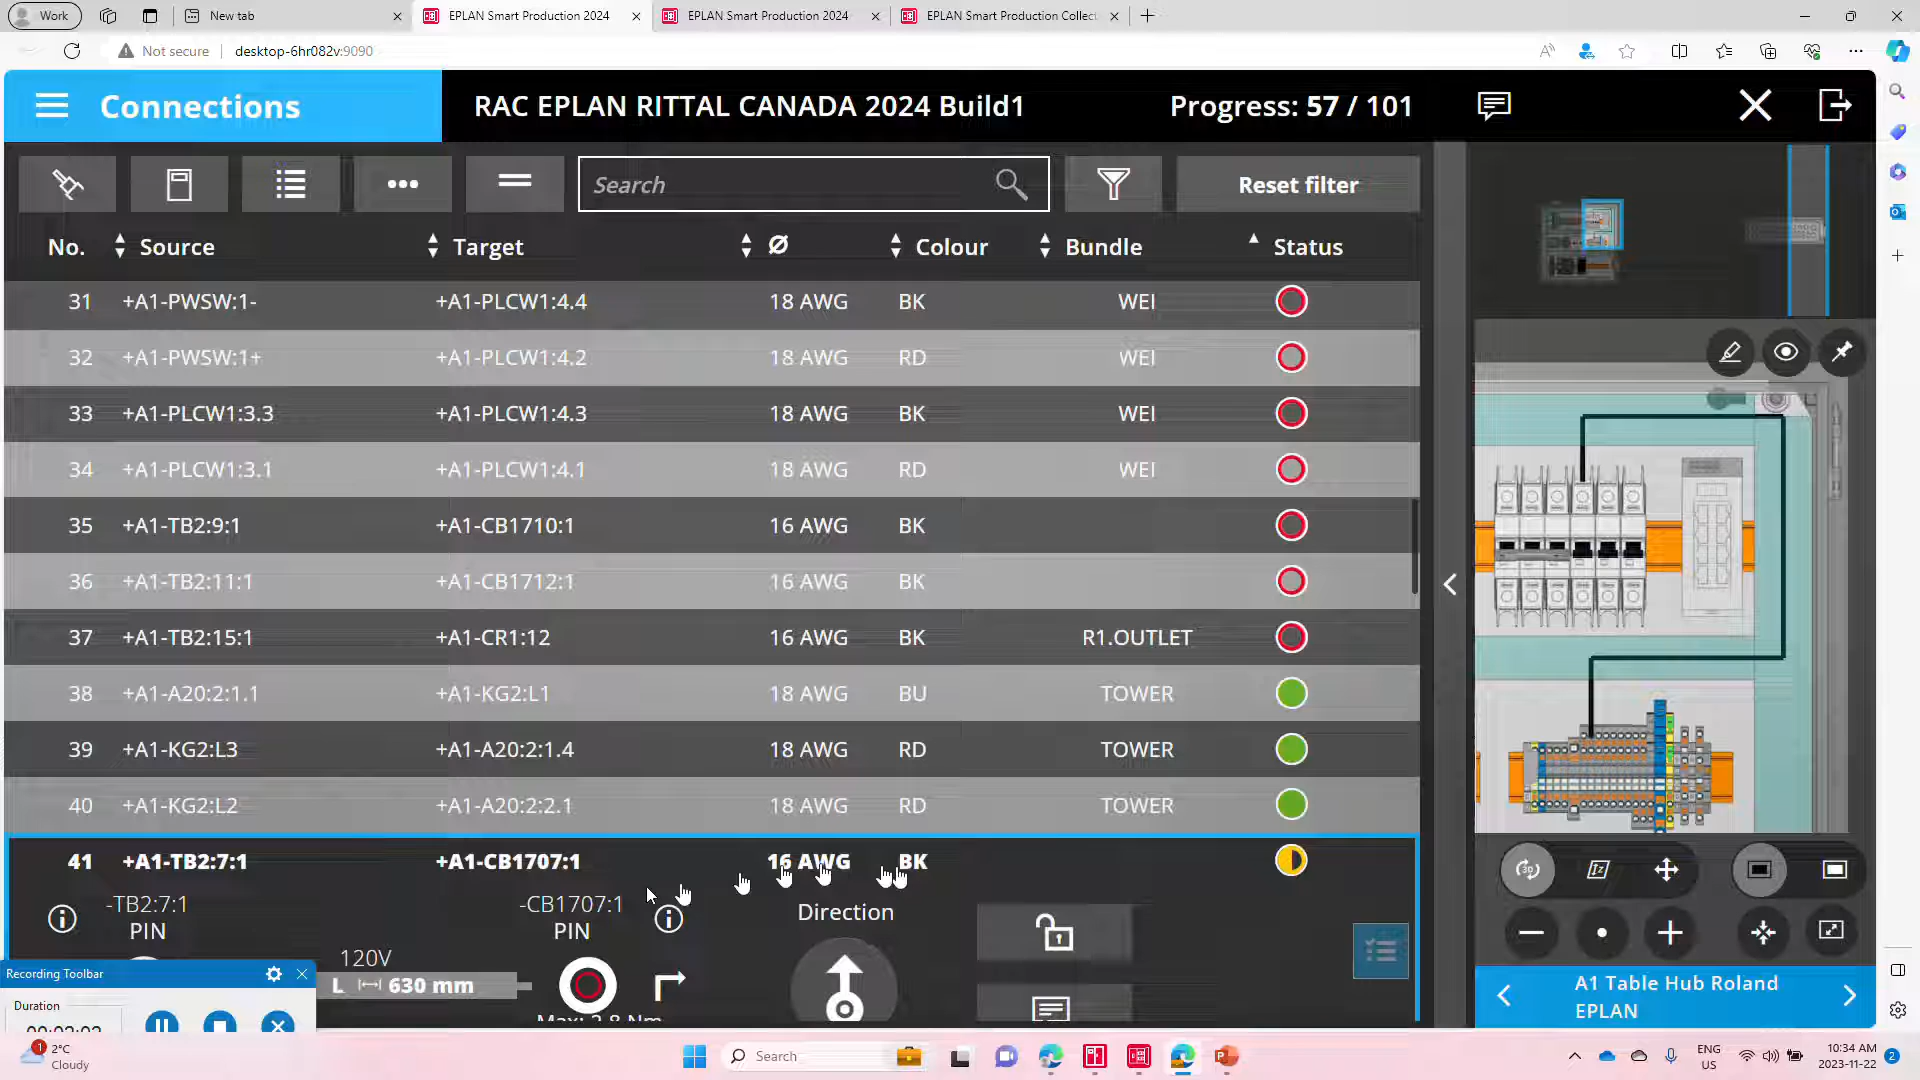 Work
New tab
EPLAN Smart Production 2024
EPLAN Smart Production 2024
EPLAN Smart Production Collect
Not secure
desktop-6hr082v:9090
Connections
RAC EPLAN RITTAL CANADA 2024 Build1
Progress: 57 / 101
Search
Reset filter
No. Source Target Ø Colour Bundle Status
31 +A1-PWSW:1- +A1-PLCW1:4.4 18 AWG BK WEI
32 +A1-PWSW:1+ +A1-PLCW1:4.2 18 AWG RD WEI
33 +A1-PLCW1:3.3 +A1-PLCW1:4.3 18 AWG BK WEI
34 +A1-PLCW1:3.1 +A1-PLCW1:4.1 18 AWG RD WEI
35 +A1-TB2:9:1 +A1-CB1710:1 16 AWG BK
36 +A1-TB2:11:1 +A1-CB1712:1 16 AWG BK
37 +A1-TB2:15:1 +A1-CR1:12 16 AWG BK R1.OUTLET
38 +A1-A20:2:1.1 +A1-KG2:L1 18 AWG BU TOWER
39 +A1-KG2:L3 +A1-A20:2:1.4 18 AWG RD TOWER
40 +A1-KG2:L2 +A1-A20:2:2.1 18 AWG RD TOWER
41 +A1-TB2:7:1 +A1-CB1707:1 16 AWG BK
-TB2:7:1
PIN
-CB1707:1
PIN
Direction
120V
L 630 mm
A1 Table Hub Roland
EPLAN
Recording Toolbar
Duration
1
2°C
Cloudy
Search
ENG
US
10:34 AM
2023-11-22
2